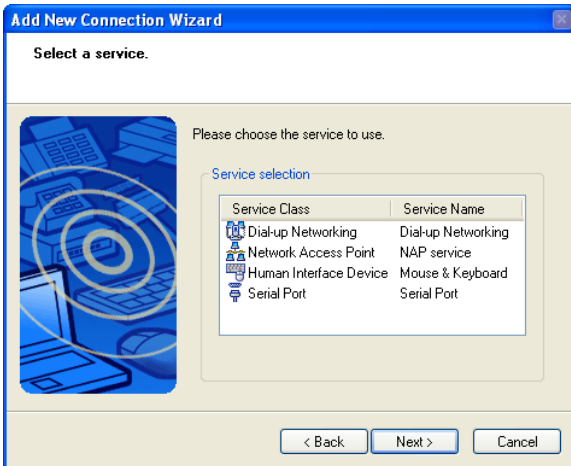 Add New Connection Wizard
Select a service.
Please choose the service to use.
Service selection
Service Class Service Name
Dial-up Networking Dial-up Networking
Network Access Point NAP service
Human Interface Device Mouse & Keyboard
Serial Port Serial Port
< Back Next > Cancel